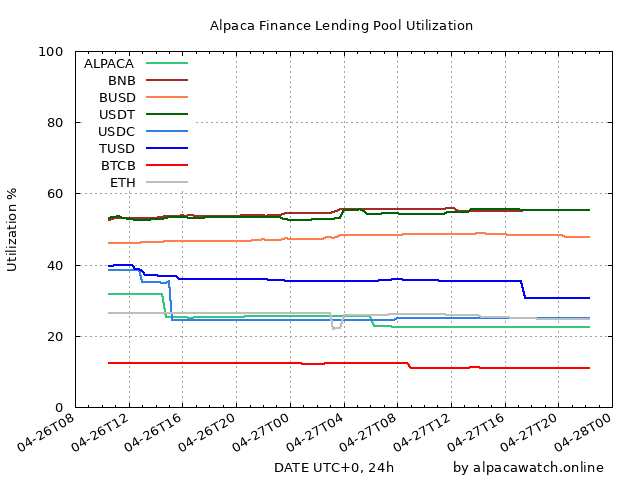 Alpaca Finance Lending Pool Utilization
Utilization %
100
80
60
40
20
0
ALPACA
BNB
BUSD
USDT
USDC
TUSD
BTCB
ETH
04-26T08
04-26T12
04-26T16
04-26T20
04-27T00
04-27T04
04-27T08
04-27T12
04-27T16
04-27T20
04-28T00
DATE UTC+0, 24h
by alpacawatch.online